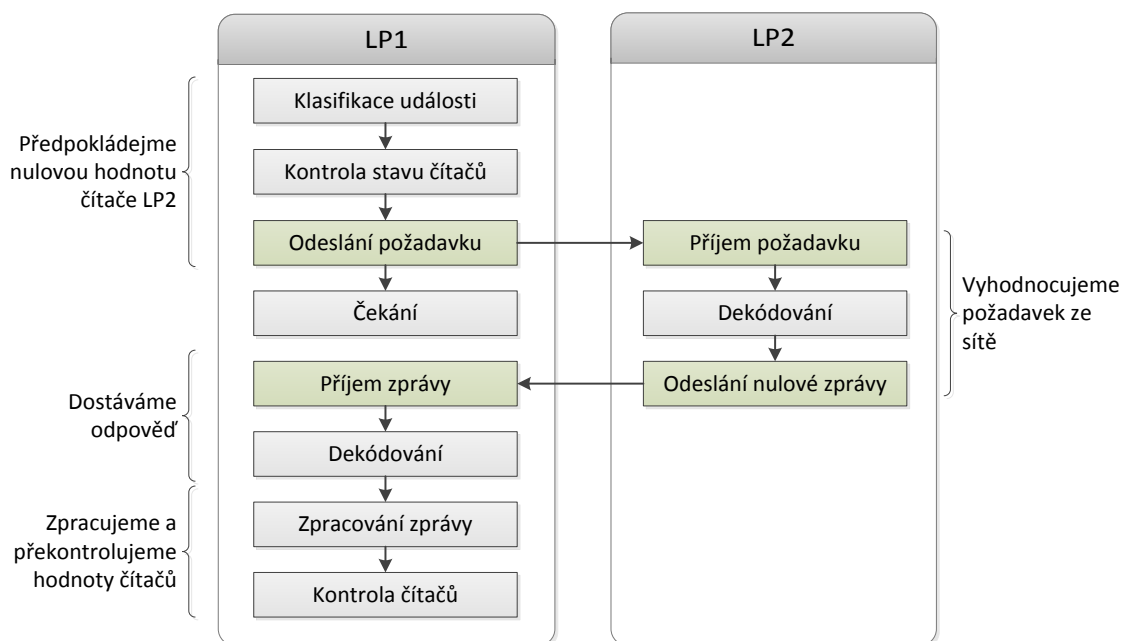 LP1
LP2
Klasifikace události
Předpokládejme
nulovou hodnotu
čítače LP2
Kontrola stavu čítačů
Odeslání požadavku
Příjem požadavku
Čekání
Dekódování
Vyhodnocujeme
požadavek ze
sítě
Příjem zprávy
Odeslání nulové zprávy
Dostáváme
odpověď
Dekódování
Zpracování zprávy
Zpracujeme a
překontrolujeme
hodnoty čítačů
Kontrola čítačů